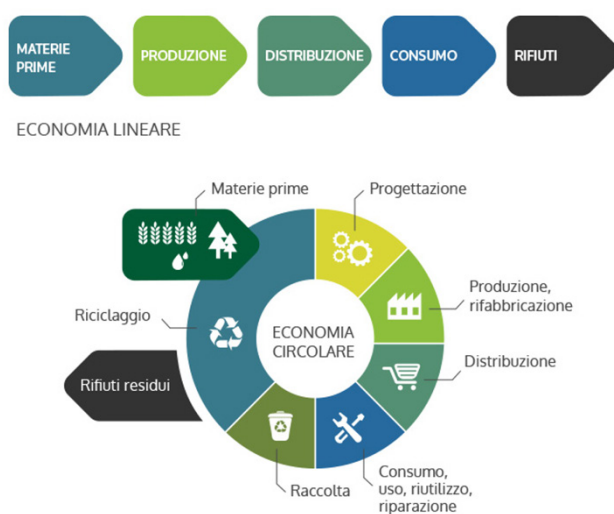 MATERIE
PRIME
PRODUZIONE
DISTRIBUZIONE
CONSUMO
RIFIUTI
ECONOMIA LINEARE
Materie prime
Progettazione
Produzione,
rifabbricazione
Riciclaggio
ECONOMIA
CIRCOLARE
Distribuzione
Rifiuti residui
Raccolta
Consumo,
uso, riutilizzo,
riparazione